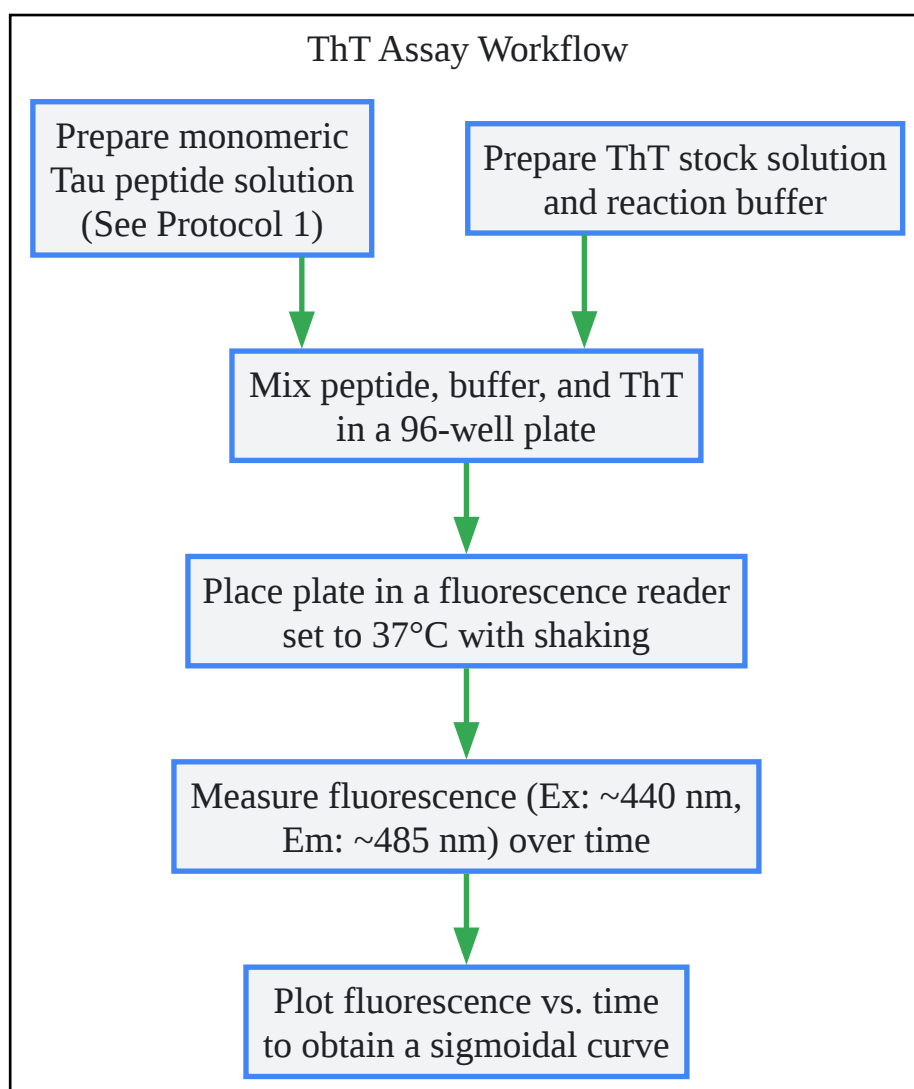 ThT Assay Workflow
Prepare monomeric
Tau peptide solution
(See Protocol 1)
Prepare ThT stock solution
and reaction buffer
Mix peptide, buffer, and ThT
in a 96-well plate
Place plate in a fluorescence reader
set to 37°C with shaking
Measure fluorescence (Ex: ~440 nm,
Em: ~485 nm) over time
Plot fluorescence vs. time
to obtain a sigmoidal curve